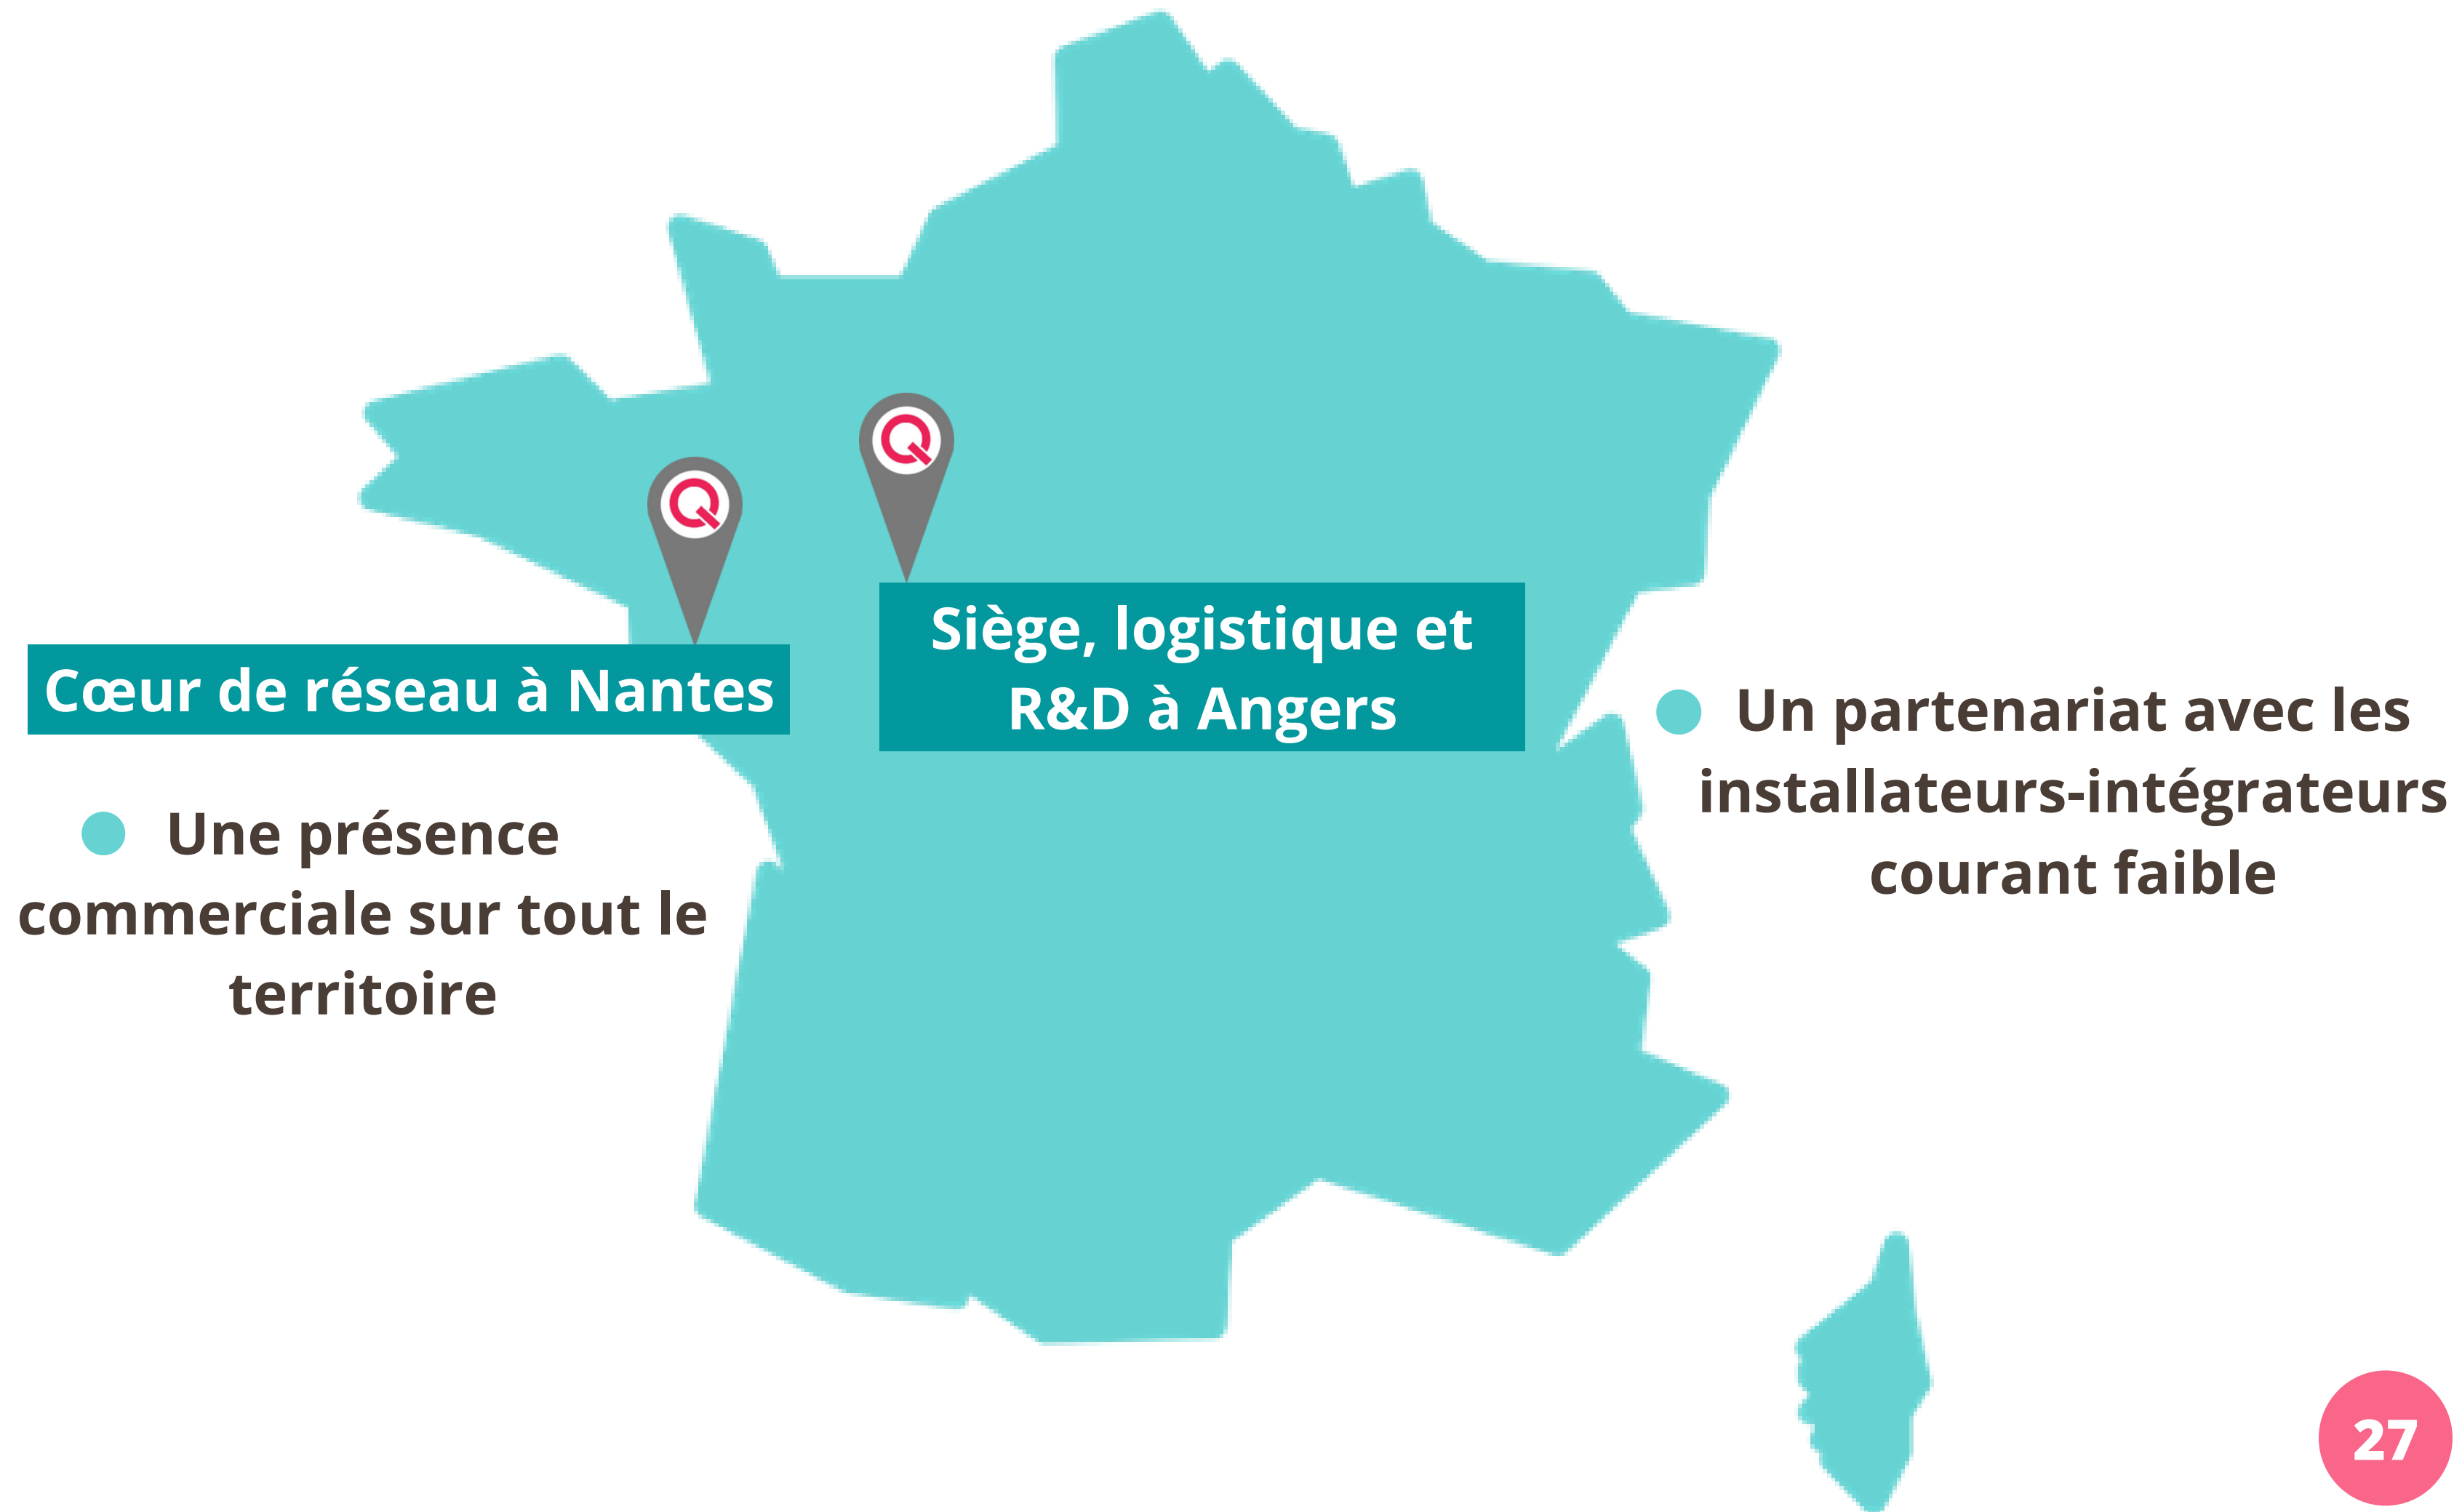 Cœur de réseau à Nantes
Siège, logistique et
R&D à Angers
Une présence
commerciale sur tout le
territoire
Un partenariat avec les
installateurs-intégrateurs
courant faible
27